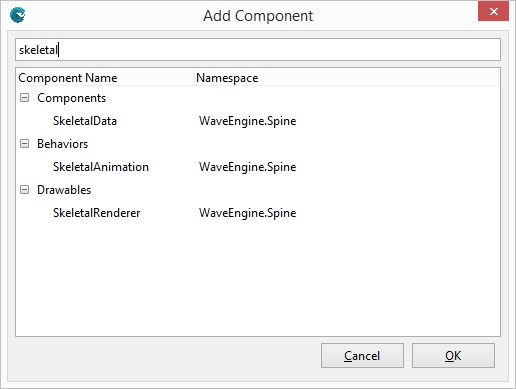 Add Component
skeletal
Component Name Namespace
Components
SkeletalData WaveEngine.Spine
Behaviors
SkeletalAnimation WaveEngine.Spine
Drawables
SkeletalRenderer WaveEngine.Spine
Cancel OK